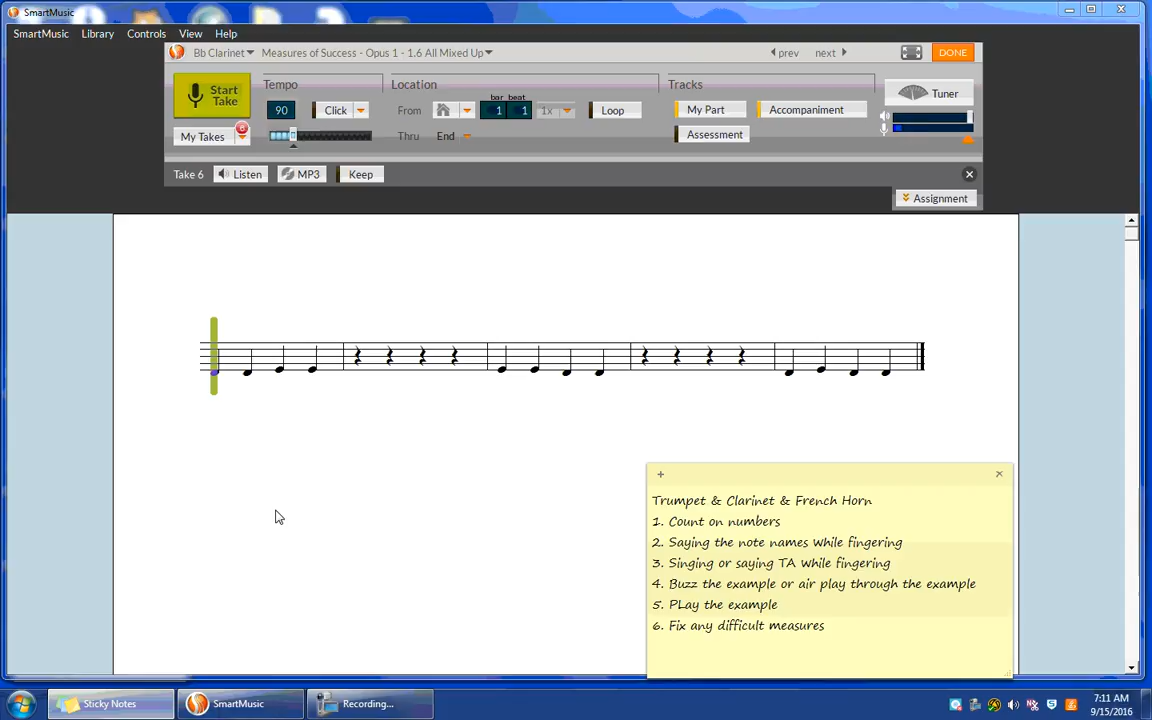 SmartMusic
SmartMusic Library Controls View Help
Bb Clarinet Measures of Success - Opus 1 - 1.6 All Mixed Up prev next DONE
Start Take
Tempo
90 Click
Location
bar beat
From 1 1 1x Loop
Thru End
Tracks
My Part Accompaniment
Assessment
Tuner
My Takes 6
Take 6 Listen MP3 Keep
Assignment
+ ×
Trumpet & Clarinet & French Horn
1. Count on numbers
2. Saying the note names while fingering
3. Singing or saying TA while fingering
4. Buzz the example or air play through the example
5. PLay the example
6. Fix any difficult measures
Sticky Notes SmartMusic Recording...
7:11 AM
9/15/2016